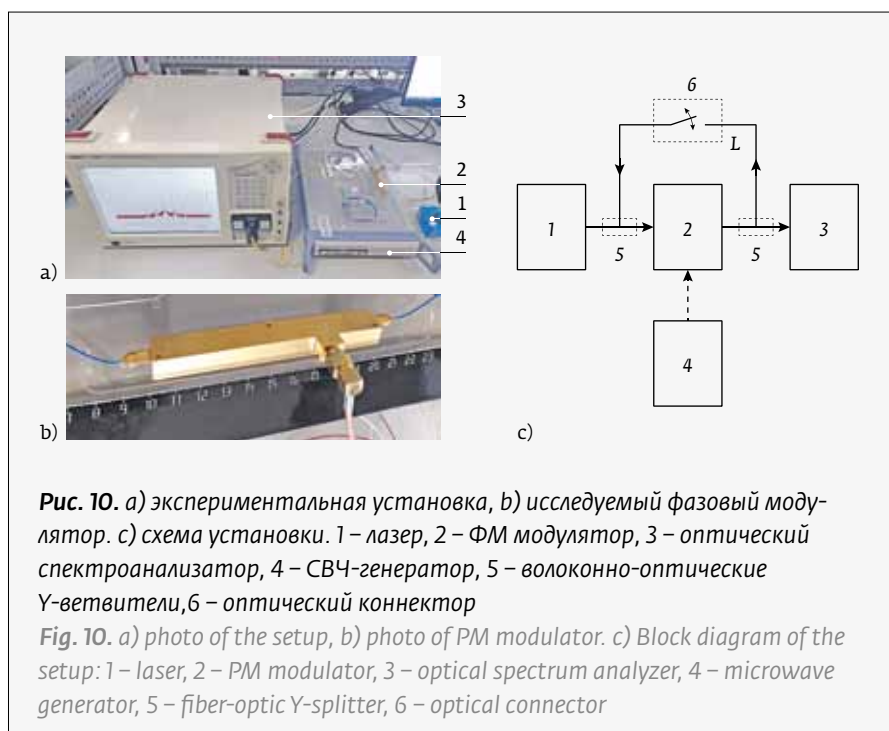 3
2
1
4
a)
b)
6
L
1
5
2
5
3
4
c)
Рис. 10. a) экспериментальная установка, b) исследуемый фазовый моду-
лятор. c) схема установки. 1 – лазер, 2 – ФМ модулятор, 3 – оптический
спектроанализатор, 4 – СВЧ-генератор, 5 – волоконно-оптические
Y-ветвители,6 – оптический коннектор
Fig. 10. a) photo of the setup, b) photo of PM modulator. c) Block diagram of the
setup: 1 – laser, 2 – PM modulator, 3 – optical spectrum analyzer, 4 – microwave
generator, 5 – fiber-optic Y-splitter, 6 – optical connector